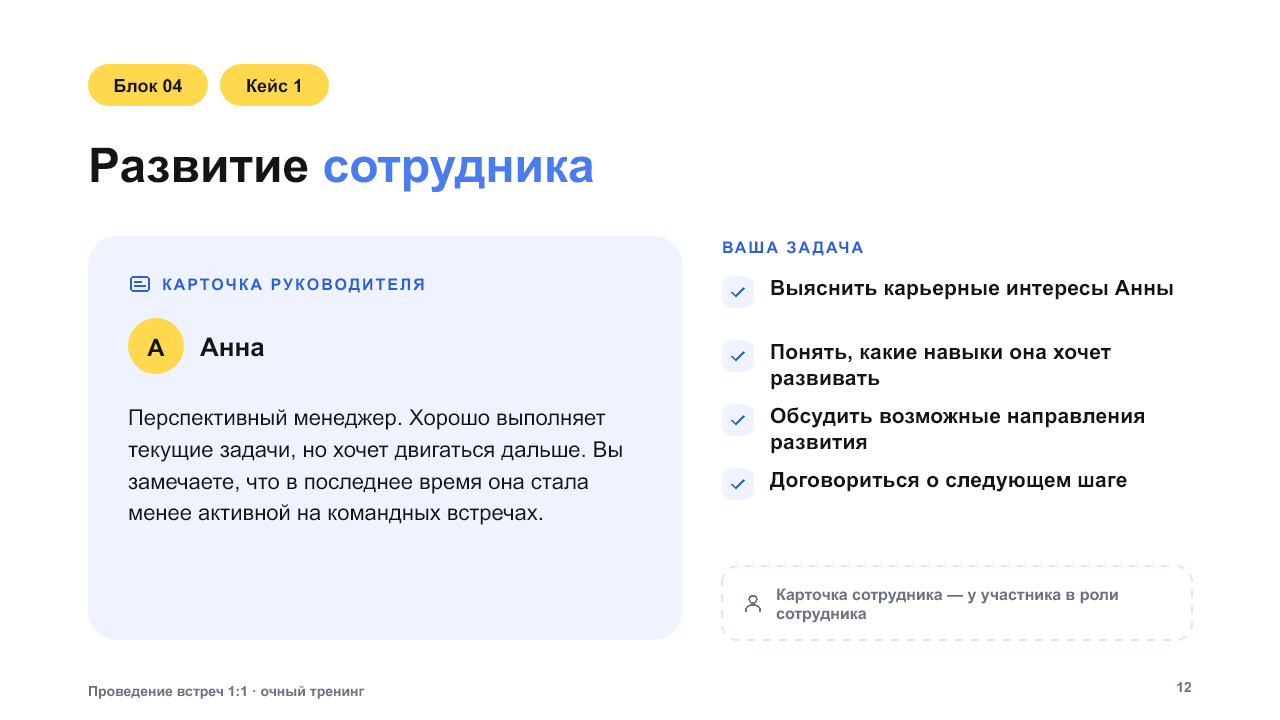 Блок 04
Кейс 1
Развитие сотрудника
КАРТОЧКА РУКОВОДИТЕЛЯ
А
Анна
Перспективный менеджер. Хорошо выполняет
текущие задачи, но хочет двигаться дальше. Вы
замечаете, что в последнее время она стала
менее активной на командных встречах.
ВАША ЗАДАЧА
Выяснить карьерные интересы Анны
Понять, какие навыки она хочет
развивать
Обсудить возможные направления
развития
Договориться о следующем шаге
Карточка сотрудника — у участника в роли
сотрудника
Проведение встреч 1:1 · очный тренинг
12